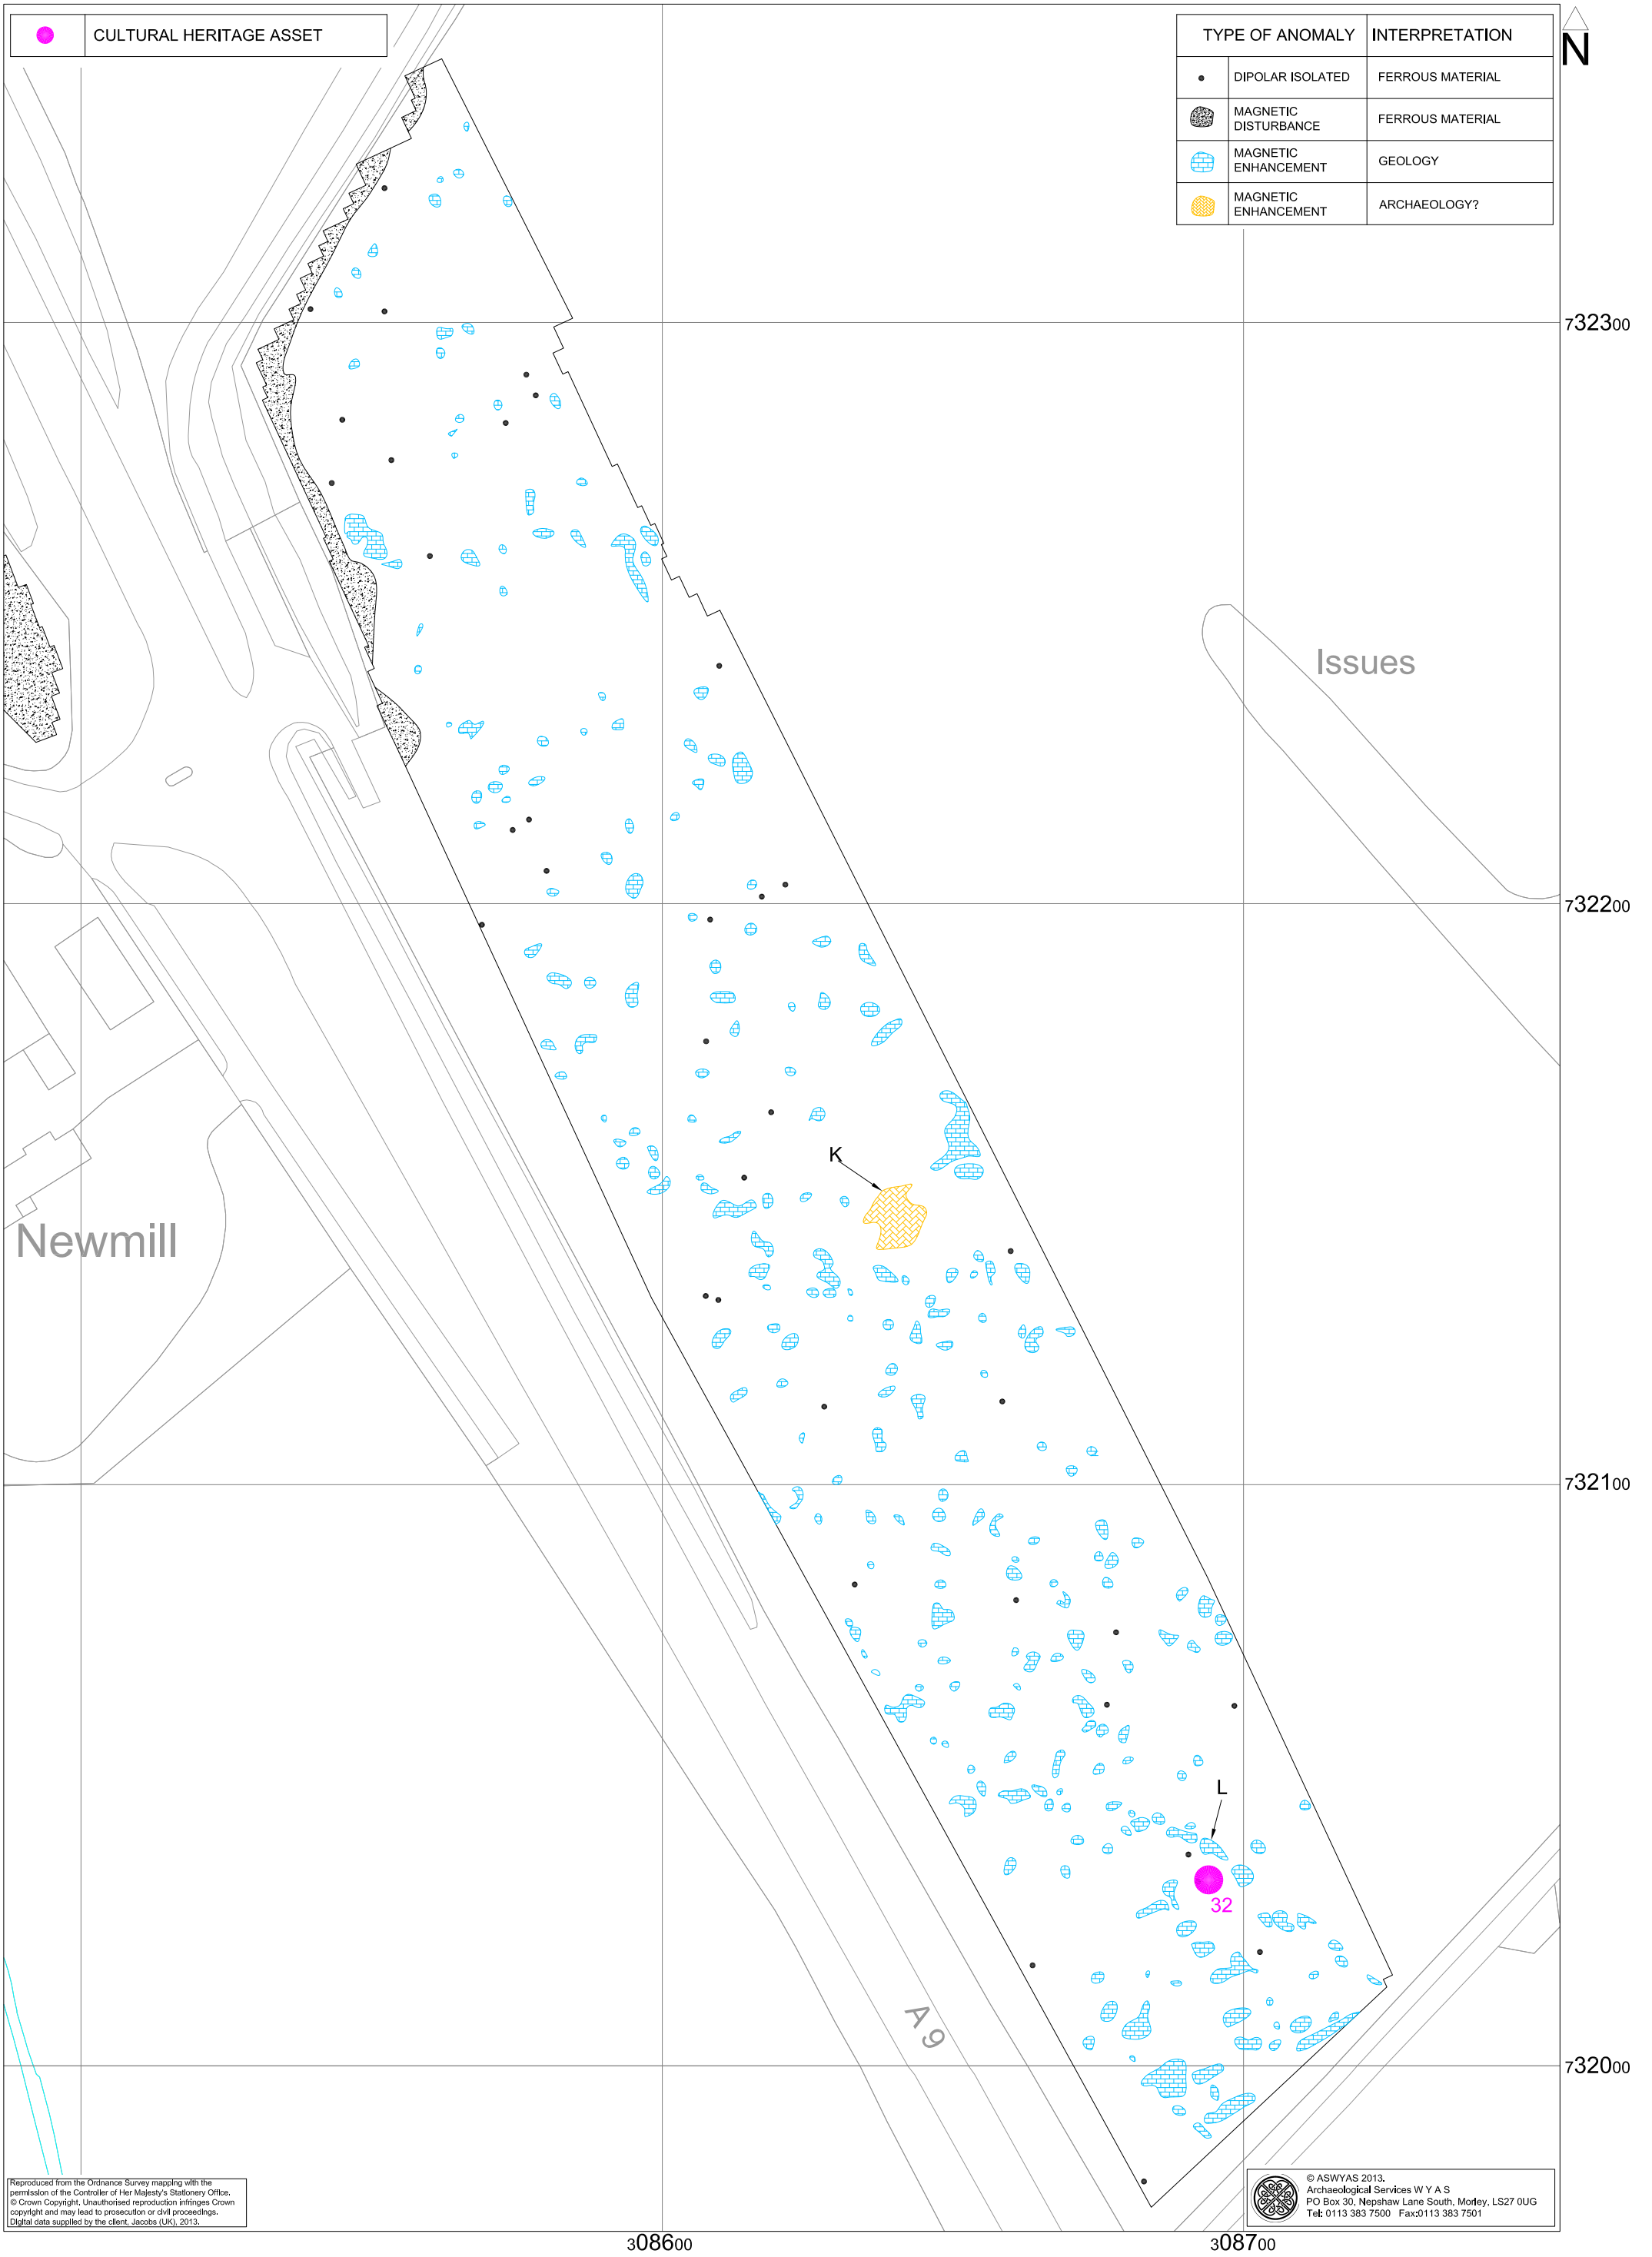 CULTURAL HERITAGE ASSET
TYPE OF ANOMALY INTERPRETATION
DIPOLAR ISOLATED FERROUS MATERIAL
MAGNETIC
DISTURBANCE FERROUS MATERIAL
MAGNETIC
ENHANCEMENT GEOLOGY
MAGNETIC
ENHANCEMENT ARCHAEOLOGY?
N
732300
Issues
732200
K
Newmill
732100
L
32
A 9
732000
Reproduced from the Ordnance Survey mapping with the
permission of the Controller of Her Majesty's Stationery Office.
© Crown Copyright. Unauthorised reproduction infringes Crown
copyright and may lead to prosecution or civil proceedings.
Digital data supplied by the client, Jacobs (UK), 2013.
© ASWYAS 2013.
Archaeological Services W Y A S
PO Box 30, Nepshaw Lane South, Morley, LS27 0UG
Tel: 0113 383 7500 Fax:0113 383 7501
308600
308700